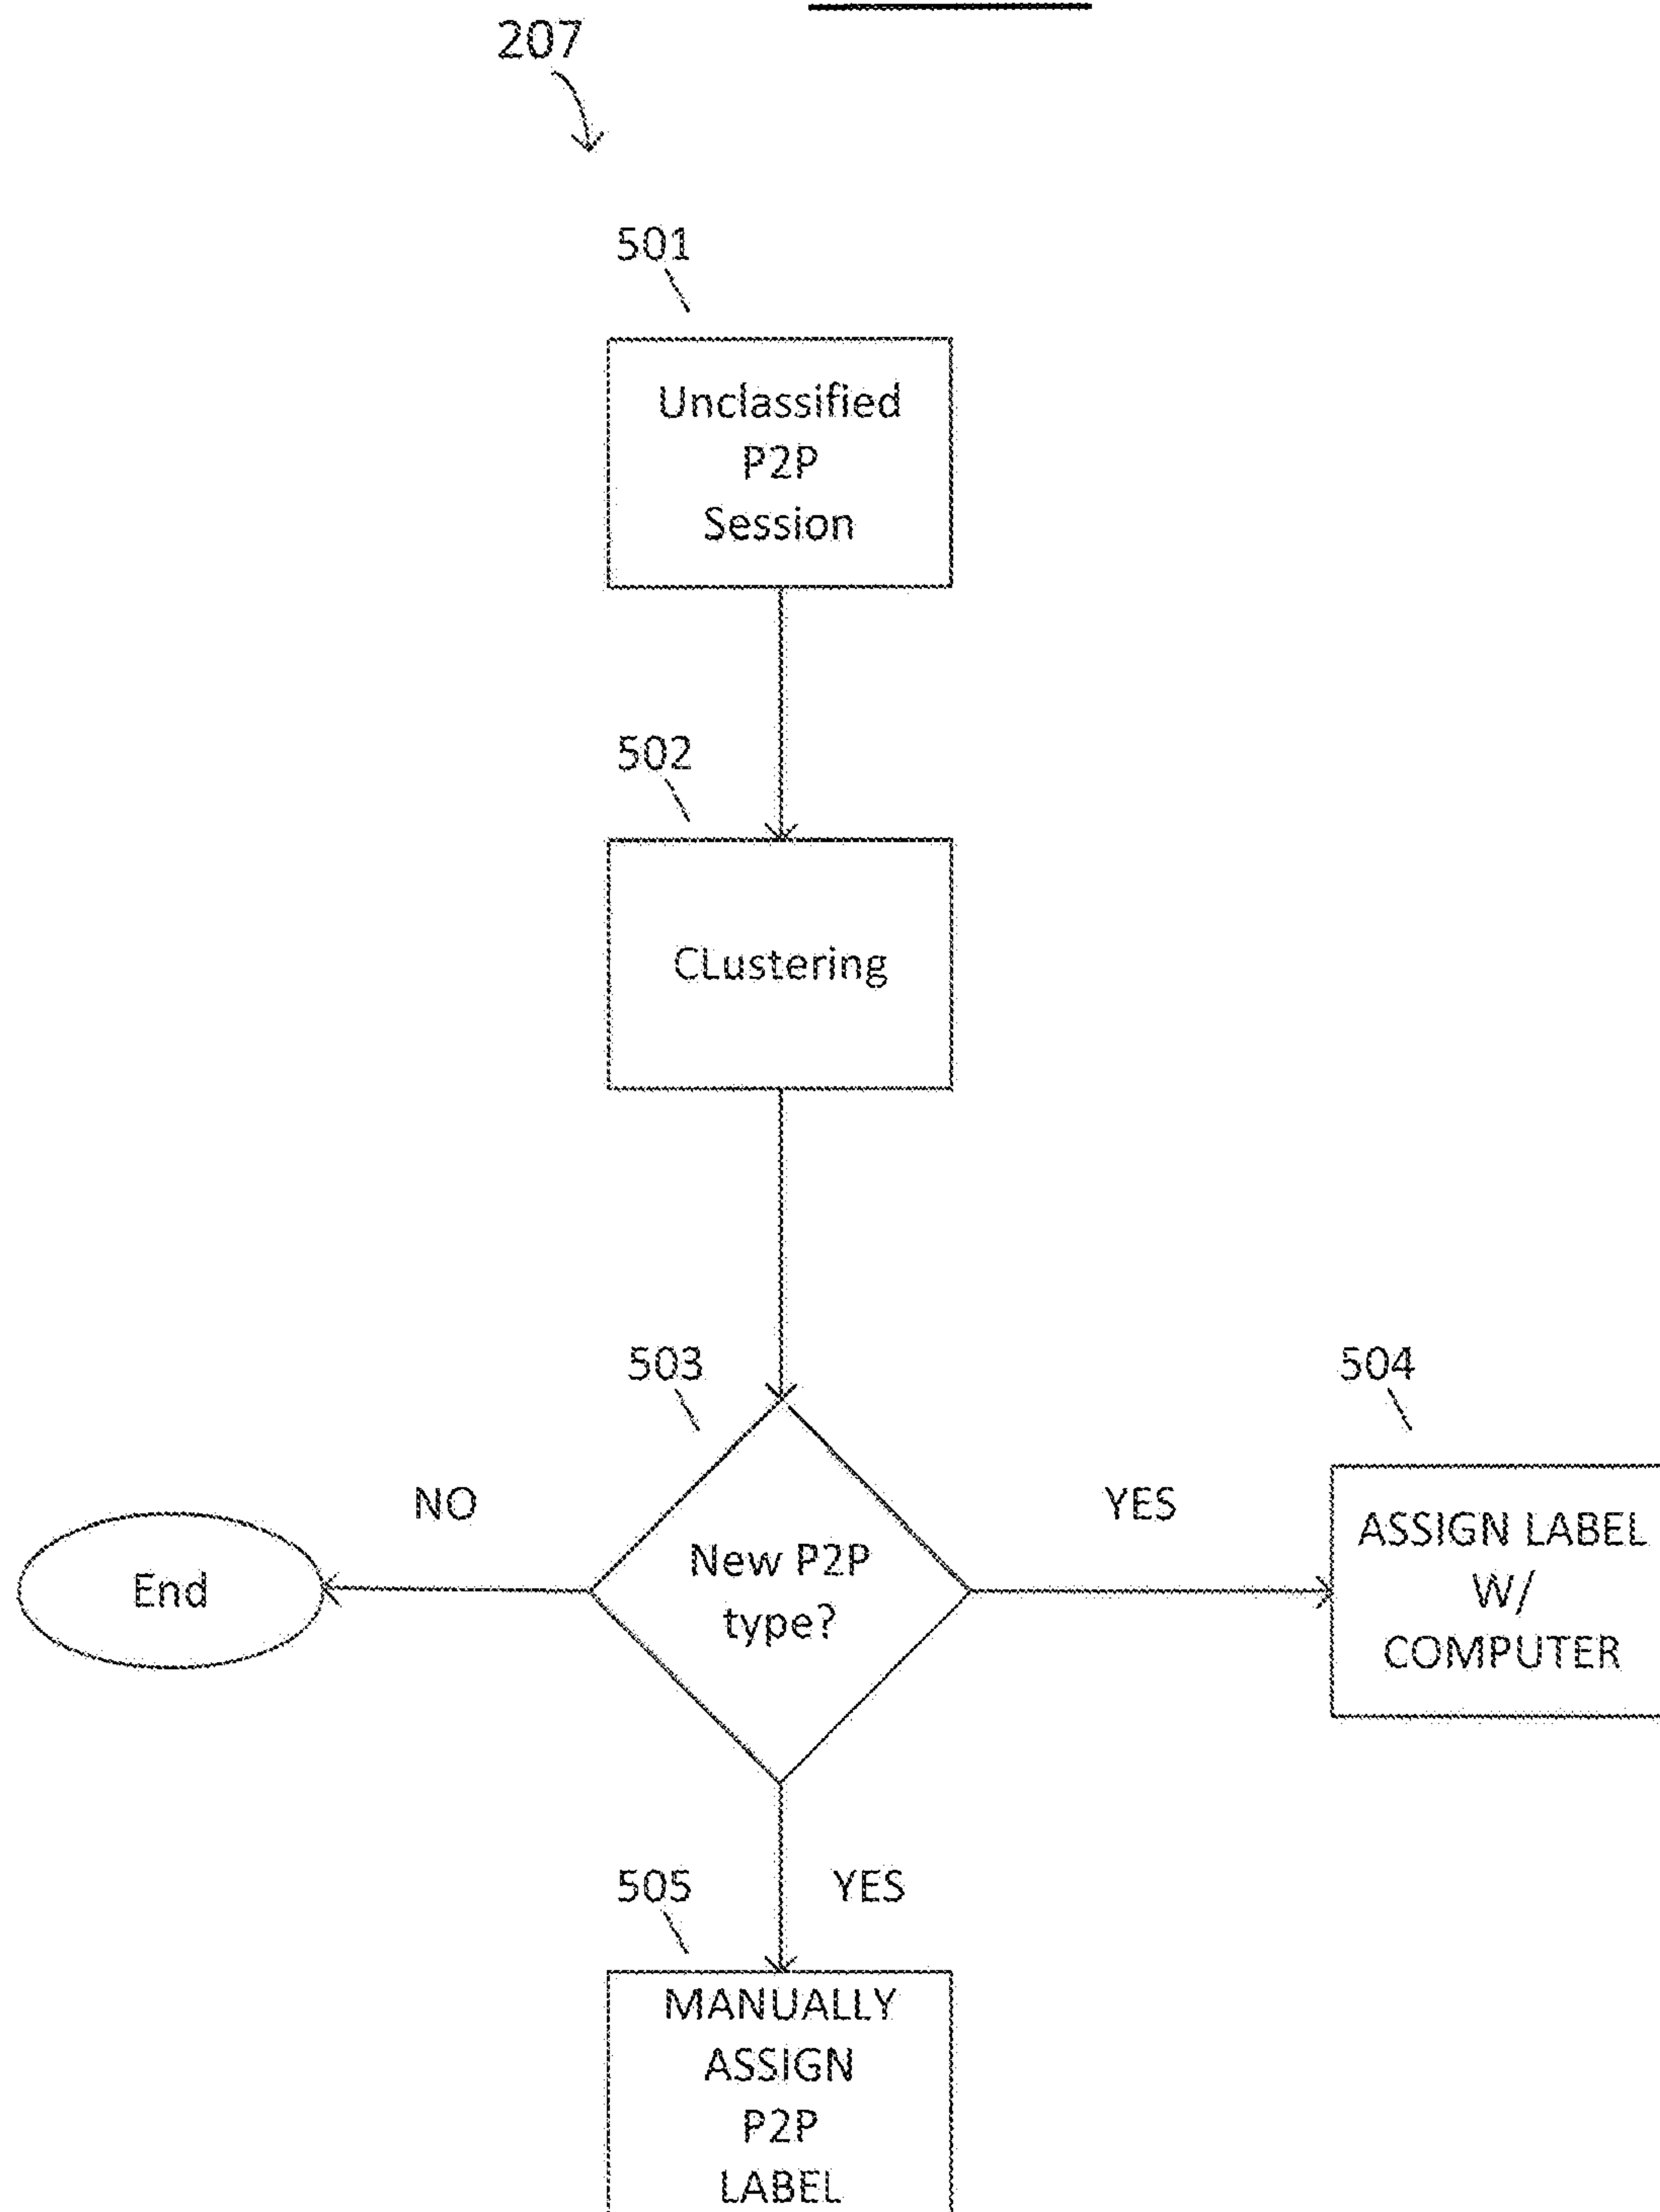 207
501
Unclassified
P2P
Session
502
CLustering
503
504
NO
YES
End
New P2P
type?
ASSIGN LABEL
W/
COMPUTER
505
YES
MANUALLY
ASSIGN
P2P
LABEL